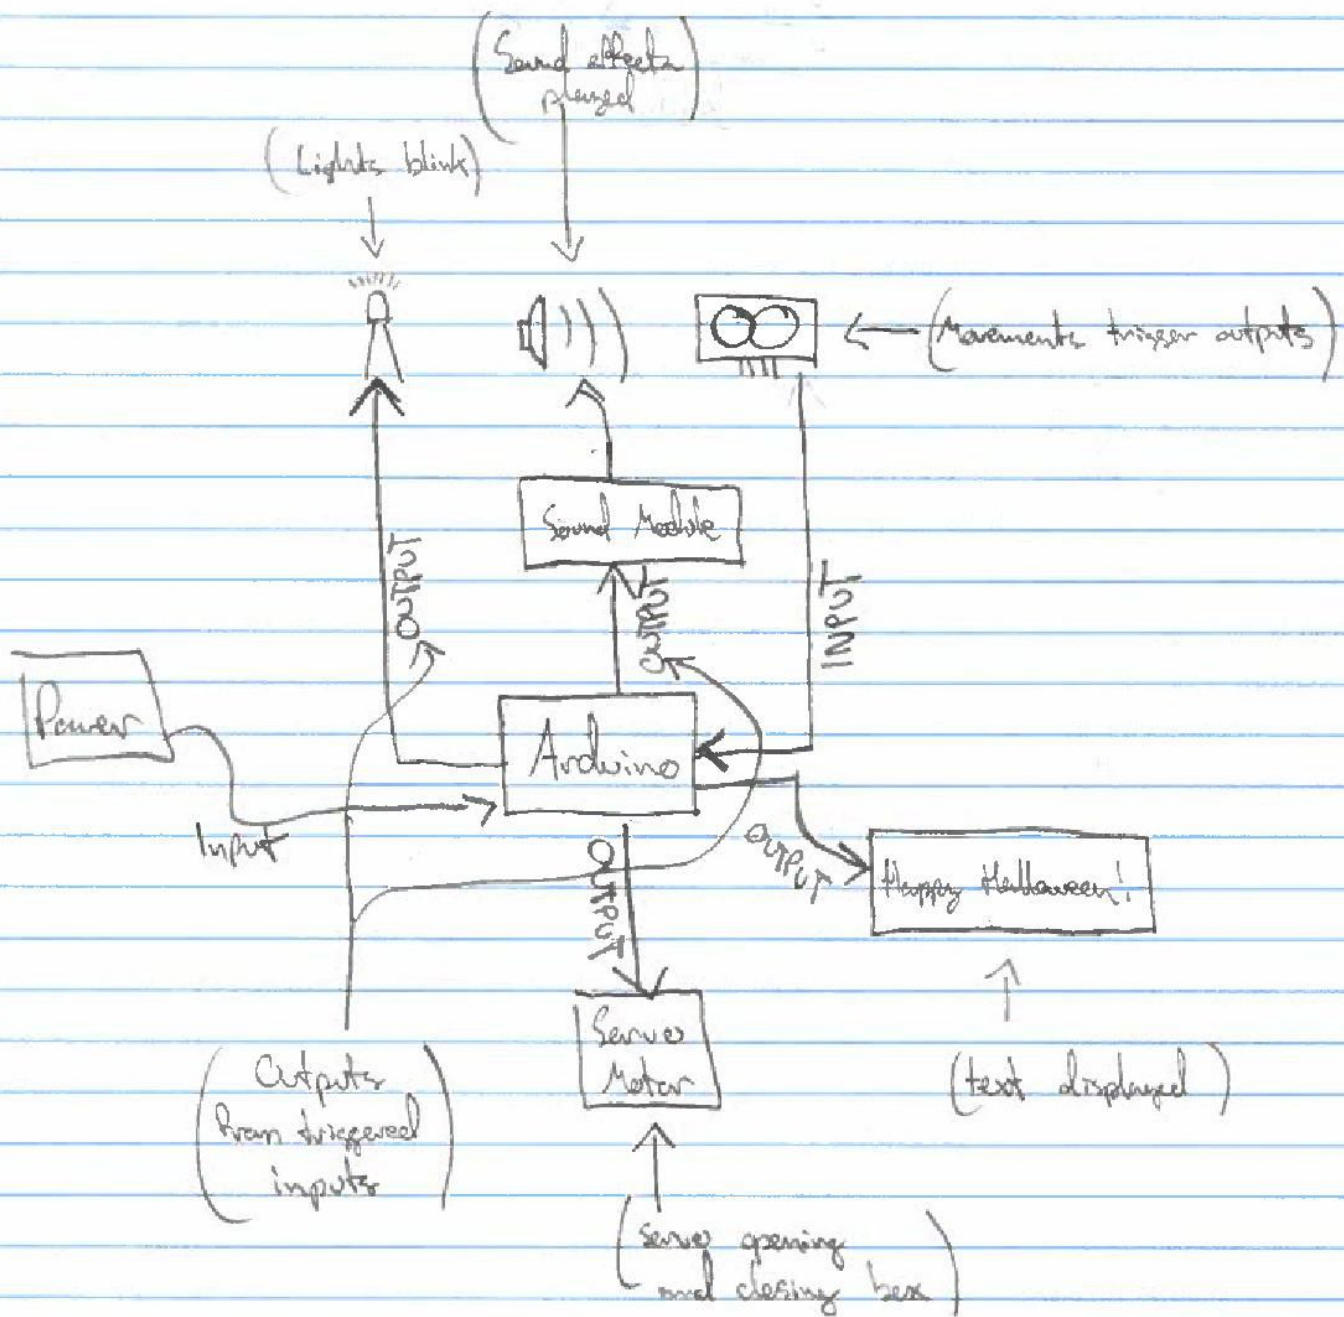 (Sound effects
played)
(Lights blink)
(Movements trigger outputs)
Sound Module
OUTPUT
OUTPUT
INPUT
Power
Arduino
Input
OUTPUT
OUTPUT
Happy Halloween!
Servo
Motor
(Outputs
from triggered
inputs)
(text displayed)
(servo opening
and closing box)